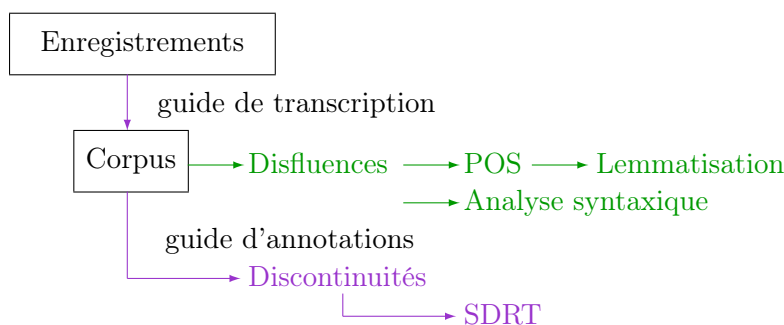 Enregistrements
guide de transcription
Corpus
Disfluences
POS
Lemmatisation
Analyse syntaxique
guide d'annotations
Discontinuités
SDRT